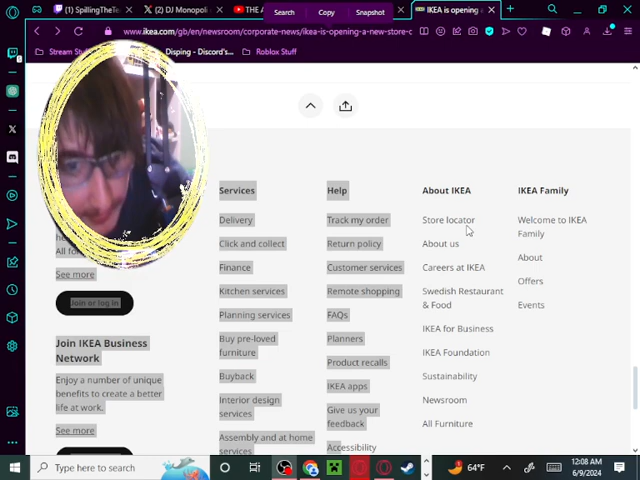 SpillingTheTe
(2) DJ Monopoli
THE A
Search
Copy
Snapshot
IKEA is opening a
www.ikea.com/gb/en/newsroom/corporate-news/ikea-is-opening-a-new-store-o
Stream Stu
Disping - Discord's...
Roblox Stuff
he
All fo
See more
Join or log in
Join IKEA Business
Network
Enjoy a number of unique
benefits to create a better
life at work.
See more
Services
Delivery
Click and collect
Finance
Kitchen services
Planning services
Buy pre-loved
furniture
Buyback
Interior design
services
Assembly and at home
services
Help
Track my order
Return policy
Customer services
Remote shopping
FAQs
Planners
Product recalls
IKEA apps
Give us your
feedback
Accessibility
About IKEA
Store locator
About us
Careers at IKEA
Swedish Restaurant
& Food
IKEA for Business
IKEA Foundation
Sustainability
Newsroom
All Furniture
IKEA Family
Welcome to IKEA
Family
About
Offers
Events
Type here to search
64°F
12:08 AM
6/9/2024